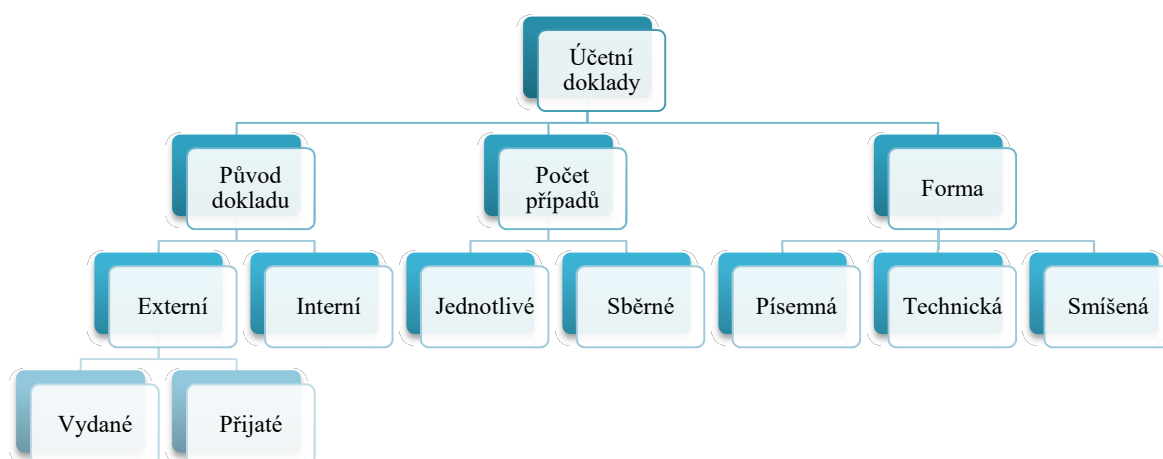 Účetní
doklady
Původ
dokladu
Počet
případů
Forma
Externí
Interní
Jednotlivé
Sběrné
Písemná
Technická
Smíšená
Vydané
Přijaté